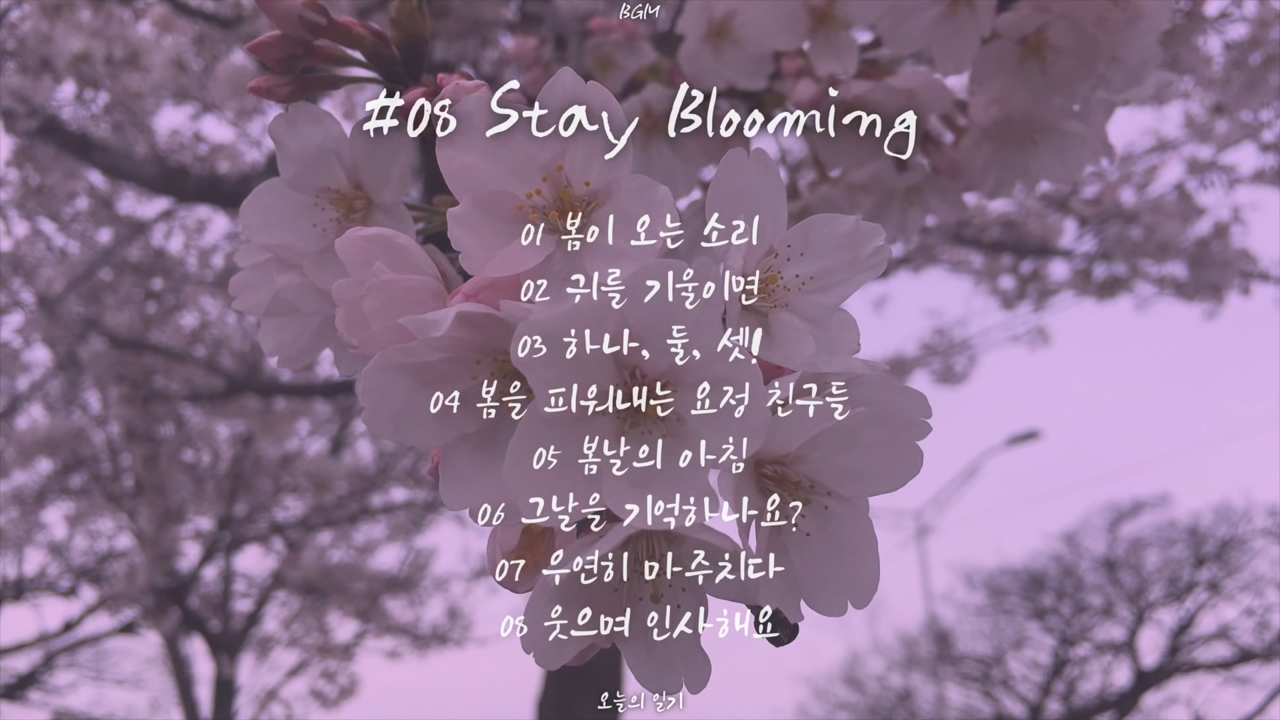 BGM
#08 Stay Blooming
01 봄이 오는 소리
02 귀를 기울이면
03 하나, 둘, 셋!
04 봄을 피워내는 요정 친구들
05 봄날의 아침
06 그날을 기억하나요?
07 우연히 마주치다
08 웃으며 인사해요
오늘의 일기